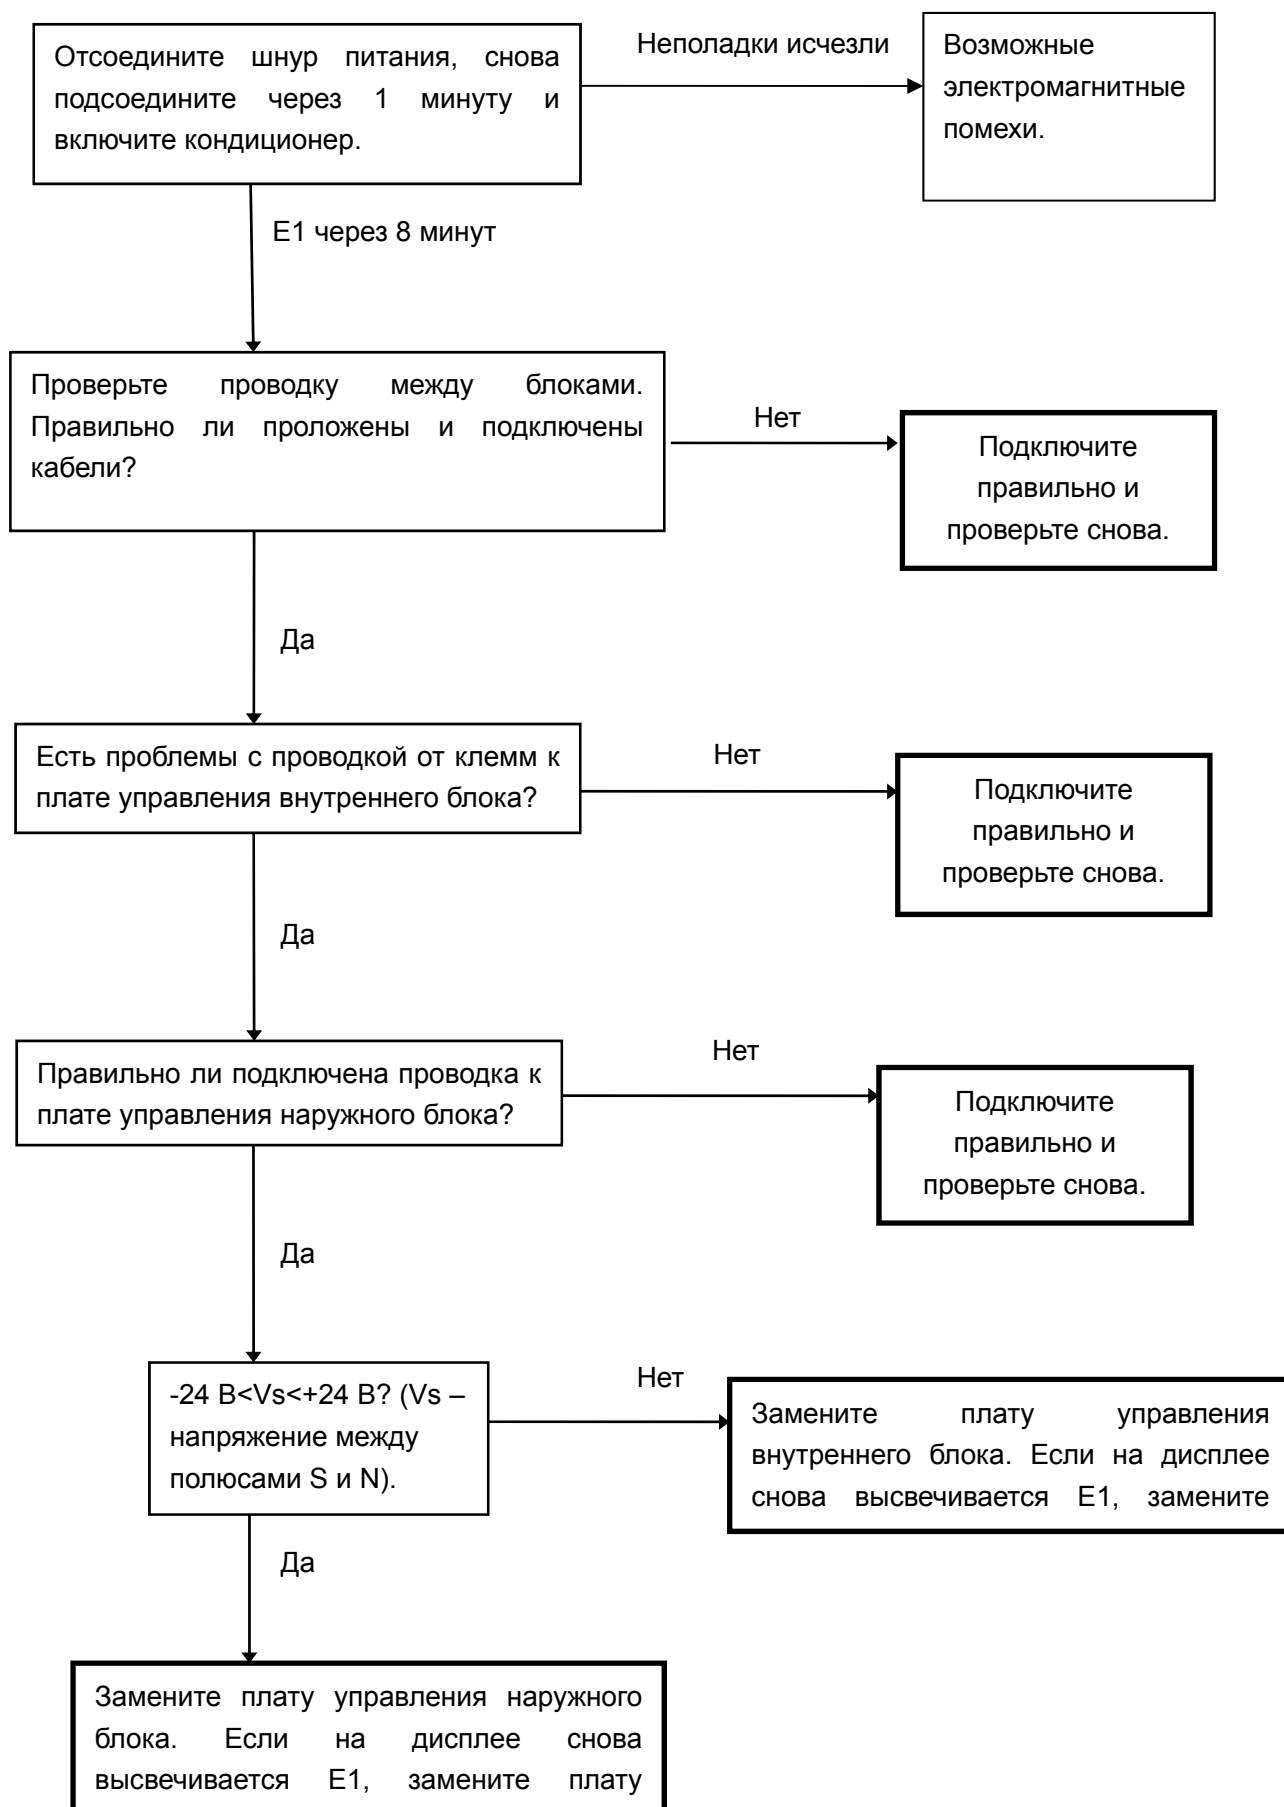 Отсоедините шнур питания, снова
подсоедините через 1 минуту и
включите кондиционер.
Неполадки исчезли
Возможные
электромагнитные
помехи.
E1 через 8 минут
Проверьте проводку между блоками.
Правильно ли проложены и подключены
кабели?
Нет
Подключите
правильно и
проверьте снова.
Да
Есть проблемы с проводкой от клемм к
плате управления внутреннего блока?
Нет
Подключите
правильно и
проверьте снова.
Да
Правильно ли подключена проводка к
плате управления наружного блока?
Нет
Подключите
правильно и
проверьте снова.
Да
-24 В<Vs<+24 В? (Vs –
напряжение между
полюсами S и N).
Нет
Замените плату управления
внутреннего блока. Если на дисплее
снова высвечивается E1, замените
Да
Замените плату управления наружного
блока. Если на дисплее снова
высвечивается E1, замените плату